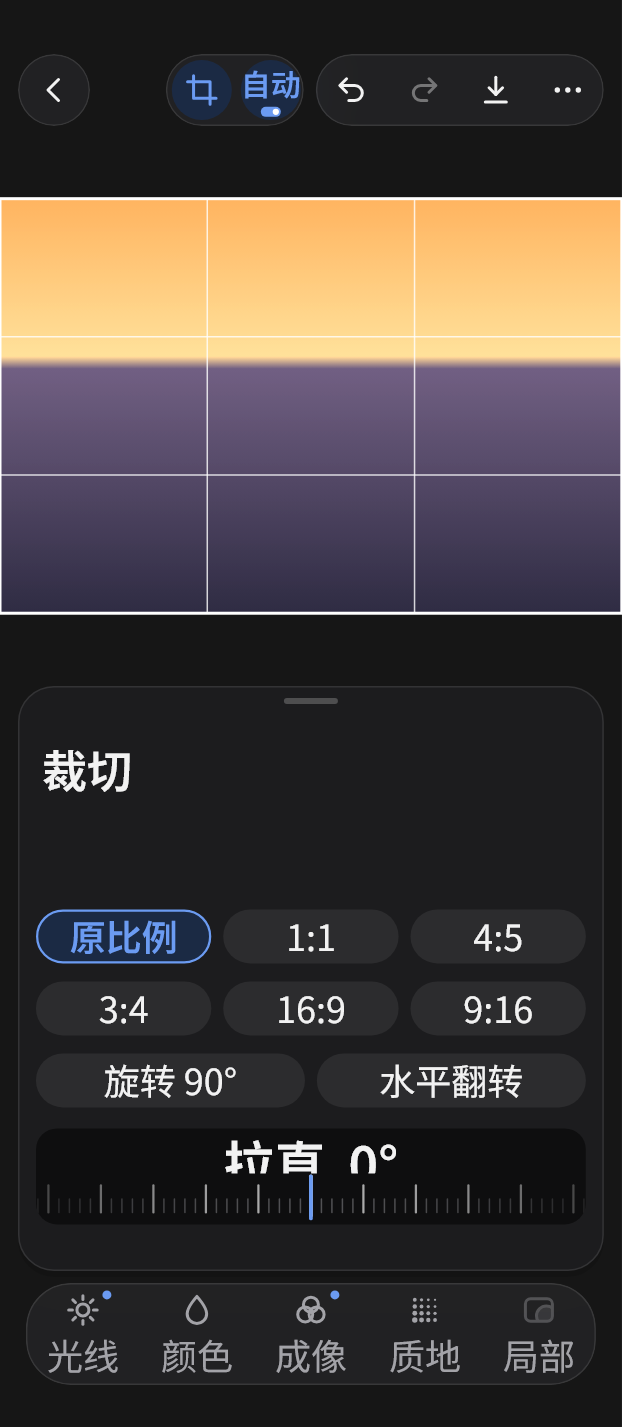 自动
裁切
原比例 1:1 4:5
3:4 16:9 9:16
旋转 90° 水平翻转
拉直 0°
光线 颜色 成像 质地 局部